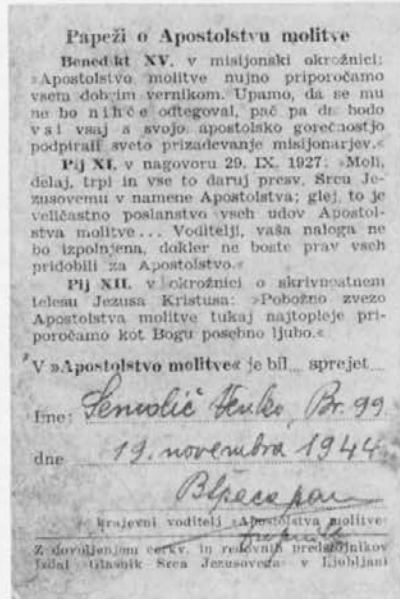 Papeži o Apostolstvu molitve
Benedikt XV. v misijonski okrožnici:
»Apostolstvo molitve nujno priporočamo
vsem dobrim vernikom. Upamo, da se mu
ne bo nihče odtegoval, pač pa da bodo
vsi vsaj s svojo apostolsko gorečnostjo
podpirali sveto prizadevanje misijonarjev.«
Pij XI. v nagovoru 29. IX. 1927: »Moli,
delaj, trpi in vse to daruj presv. Srcu Je-
zusovemu v namene Apostolstva; glej, to je
veličastno poslanstvo vseh udov Apostol-
stva molitve... Voditelji, vaša naloga ne
bo izpolnjena, dokler ne boste prav vseh
pridobili za Apostolstvo.«
Pij XII. v okrožnici o skrivnostnem
telesu Jezusa Kristusa: »Pobožno zvezo
Apostolstva molitve tukaj najtopleje pri-
poročamo kot Bogu posebno ljubo.«
V »Apostolstvo molitve« je bil... sprejet...
Ime: Venko, Br. 99
dne 19. novembra 1944
krajevni voditelj »Apostolstva molitve«
Z dovoljenjem cerkv. in redovnih predstojnikov
Izdal »Glasnik Srca Jezusovega« v Ljubljani